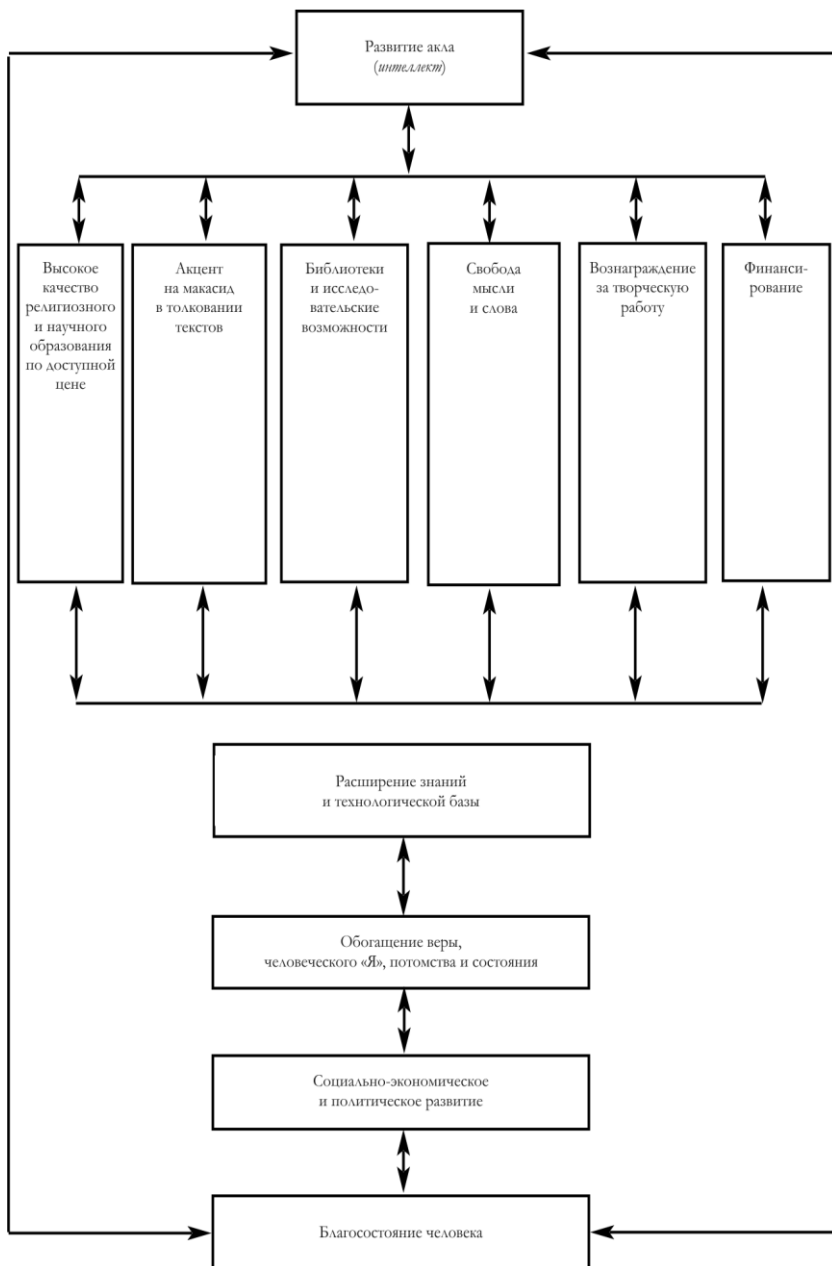 Развитие акла
(интеллект)
Высокое
качество
религиозного
и научного
образования
по доступной
цене
Акцент
на макасид
в толковании
текстов
Библиотеки
и исследо-
вательские
возможности
Свобода
мысли
и слова
Вознаграждение
за творческую
работу
Финанси-
рование
Расширение знаний
и технологической базы
Обогащение веры,
человеческого «Я», потомства и состояния
Социально-экономическое
и политическое развитие
Благосостояние человека